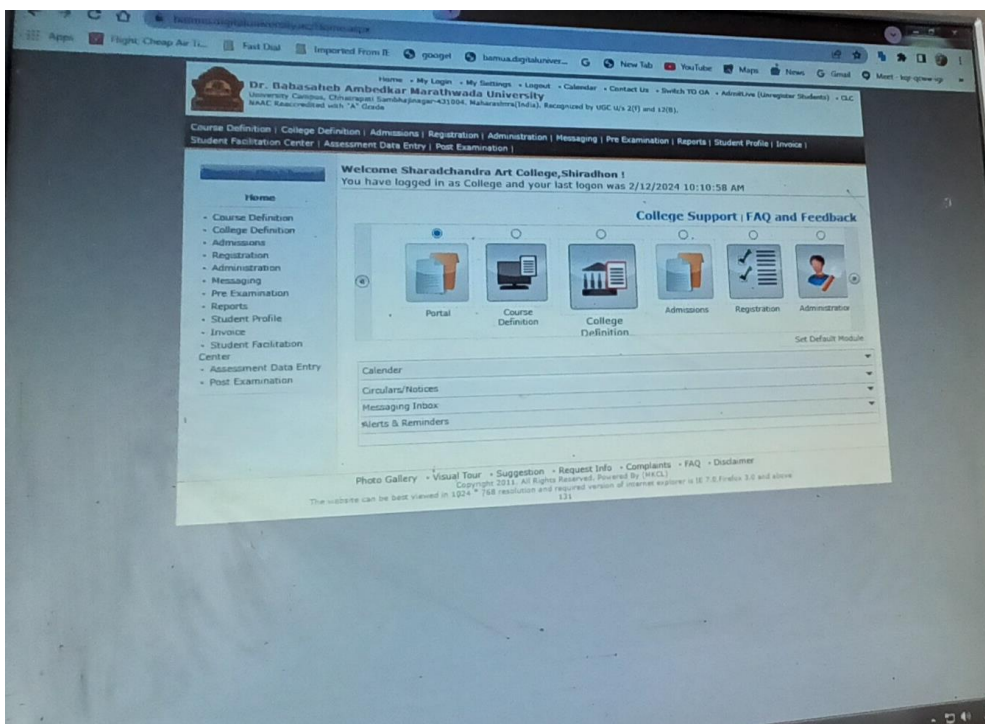 bamua.digitaluniversity.ac/Home.aspx
Apps Flight, Cheap Air Ti... Fast Dial Imported From IE googel bamua.digitaluniver... G New Tab YouTube Maps News Gmail Meet
Home • My Login • My Settings • Logout • Calendar • Contact Us • Switch TO OA • AdmitLive (Unregister Students) • CLC
Dr. Babasaheb Ambedkar Marathwada University
University Campus, Chhatrapati Sambhajinagar-431004, Maharashtra(India), Recognized by UGC U/s 2(f) and 12(B).
NAAC Reaccredited with "A" Grade
Course Definition | College Definition | Admissions | Registration | Administration | Messaging | Pre Examination | Reports | Student Profile | Invoice |
Student Facilitation Center | Assessment Data Entry | Post Examination |
Welcome Sharadchandra Art College,Shiradhon !
You have logged in as College and your last logon was 2/12/2024 10:10:58 AM
Home
• Course Definition
• College Definition
• Admissions
• Registration
• Administration
• Messaging
• Pre Examination
• Reports
• Student Profile
• Invoice
• Student Facilitation
Center
• Assessment Data Entry
• Post Examination
College Support | FAQ and Feedback
Portal
Course
Definition
College
Definition
Admissions
Registration
Administration
Set Default Module
Calender
Circulars/Notices
Messaging Inbox
Alerts & Reminders
Photo Gallery • Visual Tour • Suggestion • Request Info • Complaints • FAQ • Disclaimer
Copyright 2011. All Rights Reserved. Powered By (MKCL)
The website can be best viewed in 1024 * 768 resolution and required version of internet explorer is IE 7.0,Firefox 3.0 and above
131